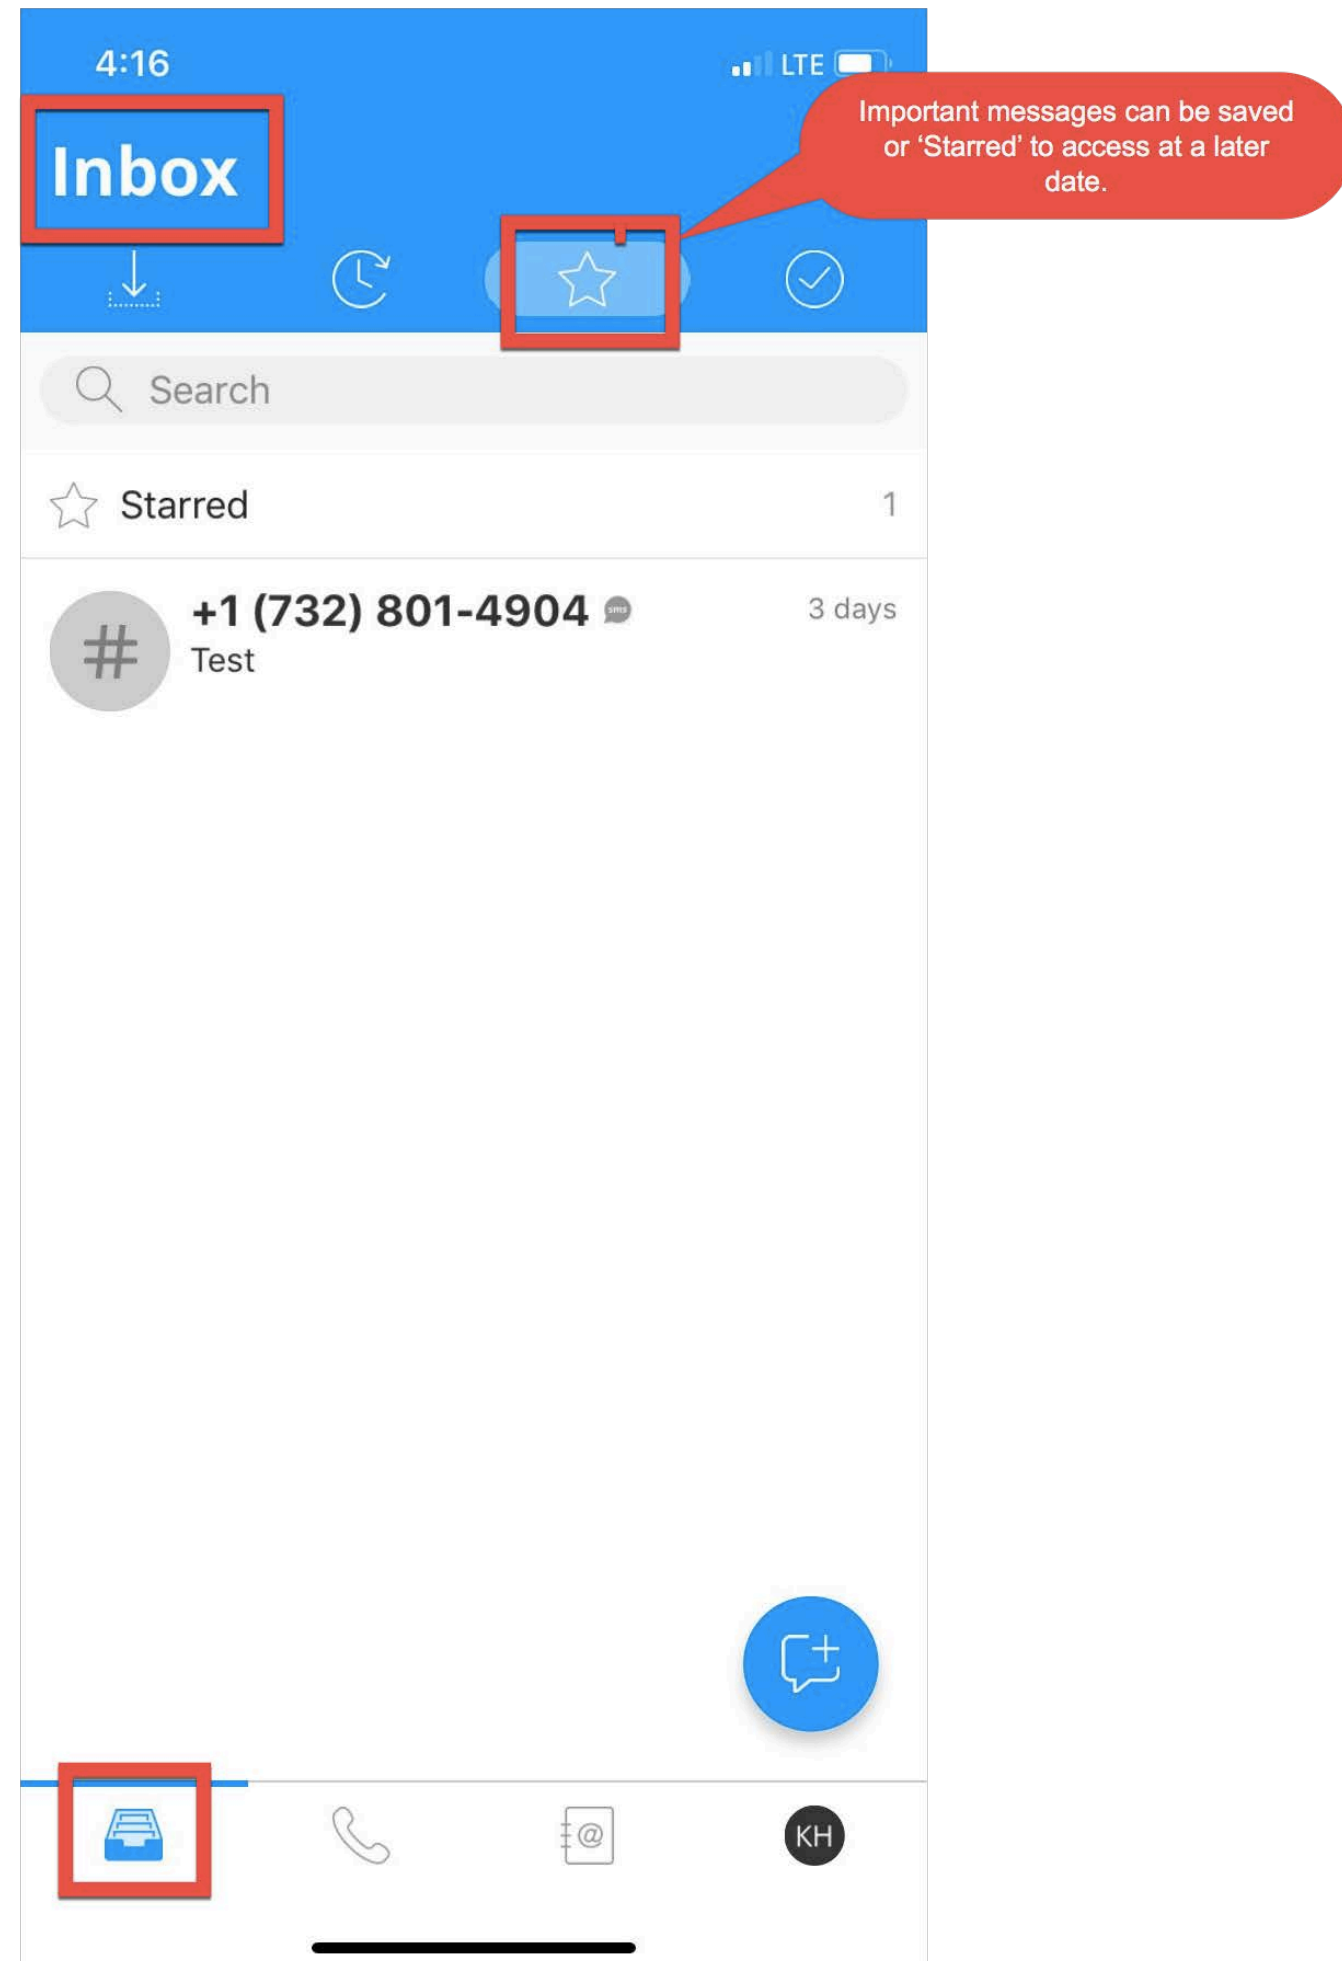 4:16
LTE
Important messages can be saved
or ‘Starred’ to access at a later
date.
Inbox
Search
Starred
1
+1 (732) 801-4904 sms
3 days
#
Test
@
KH